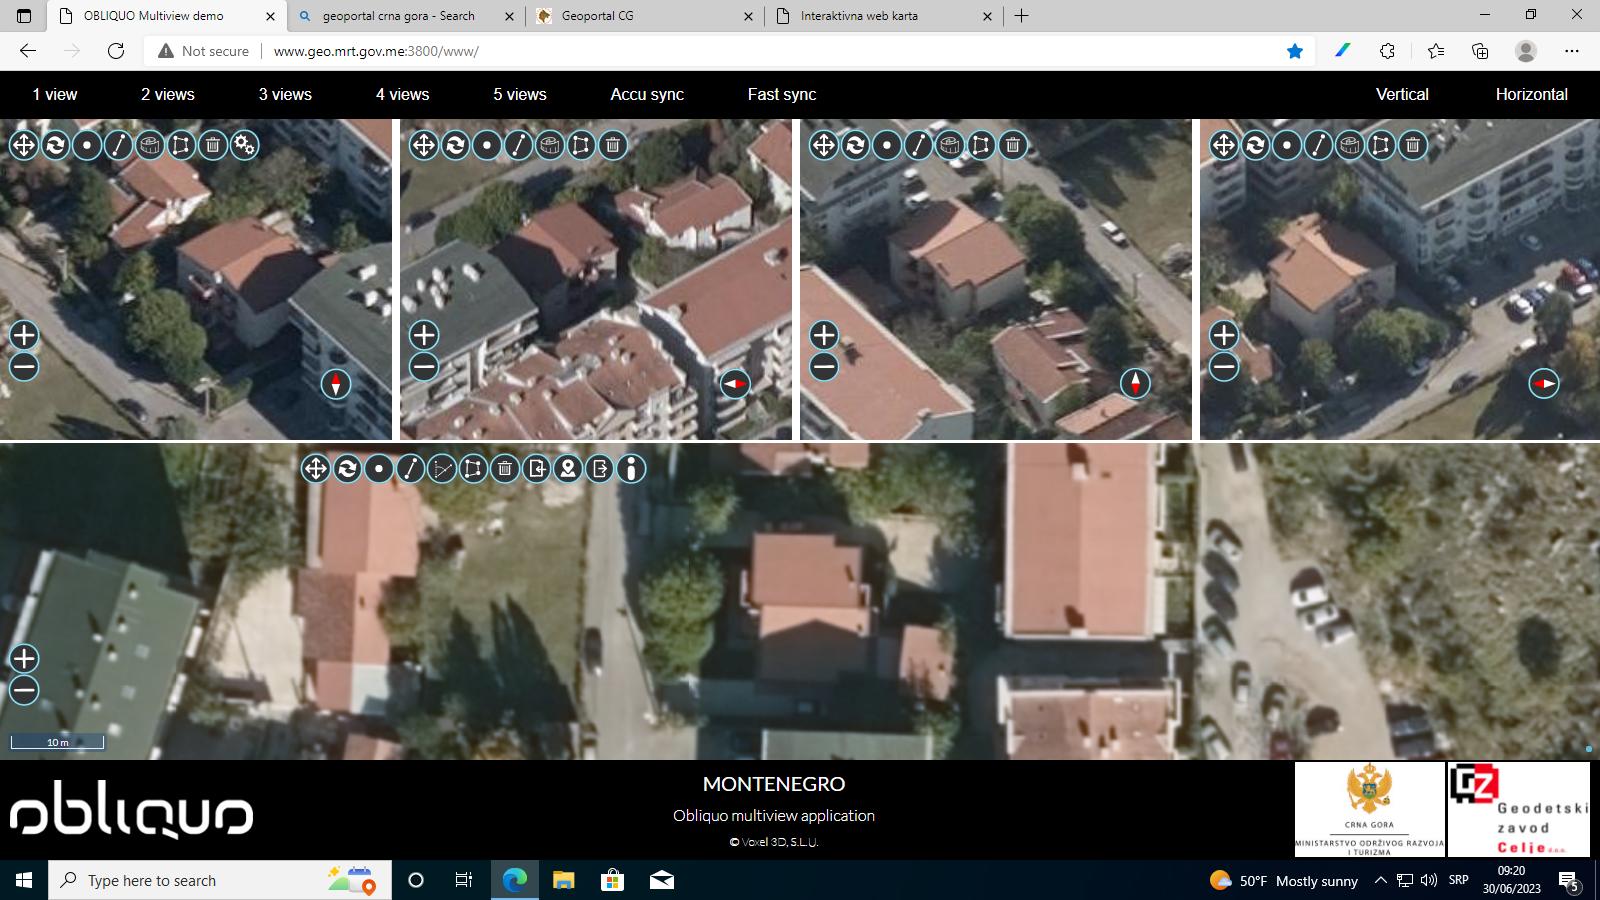 OBLIQUO Multiview demo
geoportal crna gora - Search
Geoportal CG
Interaktivna web karta
Not secure
www.geo.mrt.gov.me:3800/www/
1 view
2 views
3 views
4 views
5 views
Accu sync
Fast sync
Vertical
Horizontal
10 m
obliquo
MONTENEGRO
Obliquo multiview application
© Voxel 3D, S.L.U.
CRNA GORA
MINISTARSTVO ODRŽIVOG RAZVOJA
I TURIZMA
GZ
Geodetski
zavod
Celje d.o.o.
Type here to search
50°F Mostly sunny
SRP
09:20
30/06/2023
5